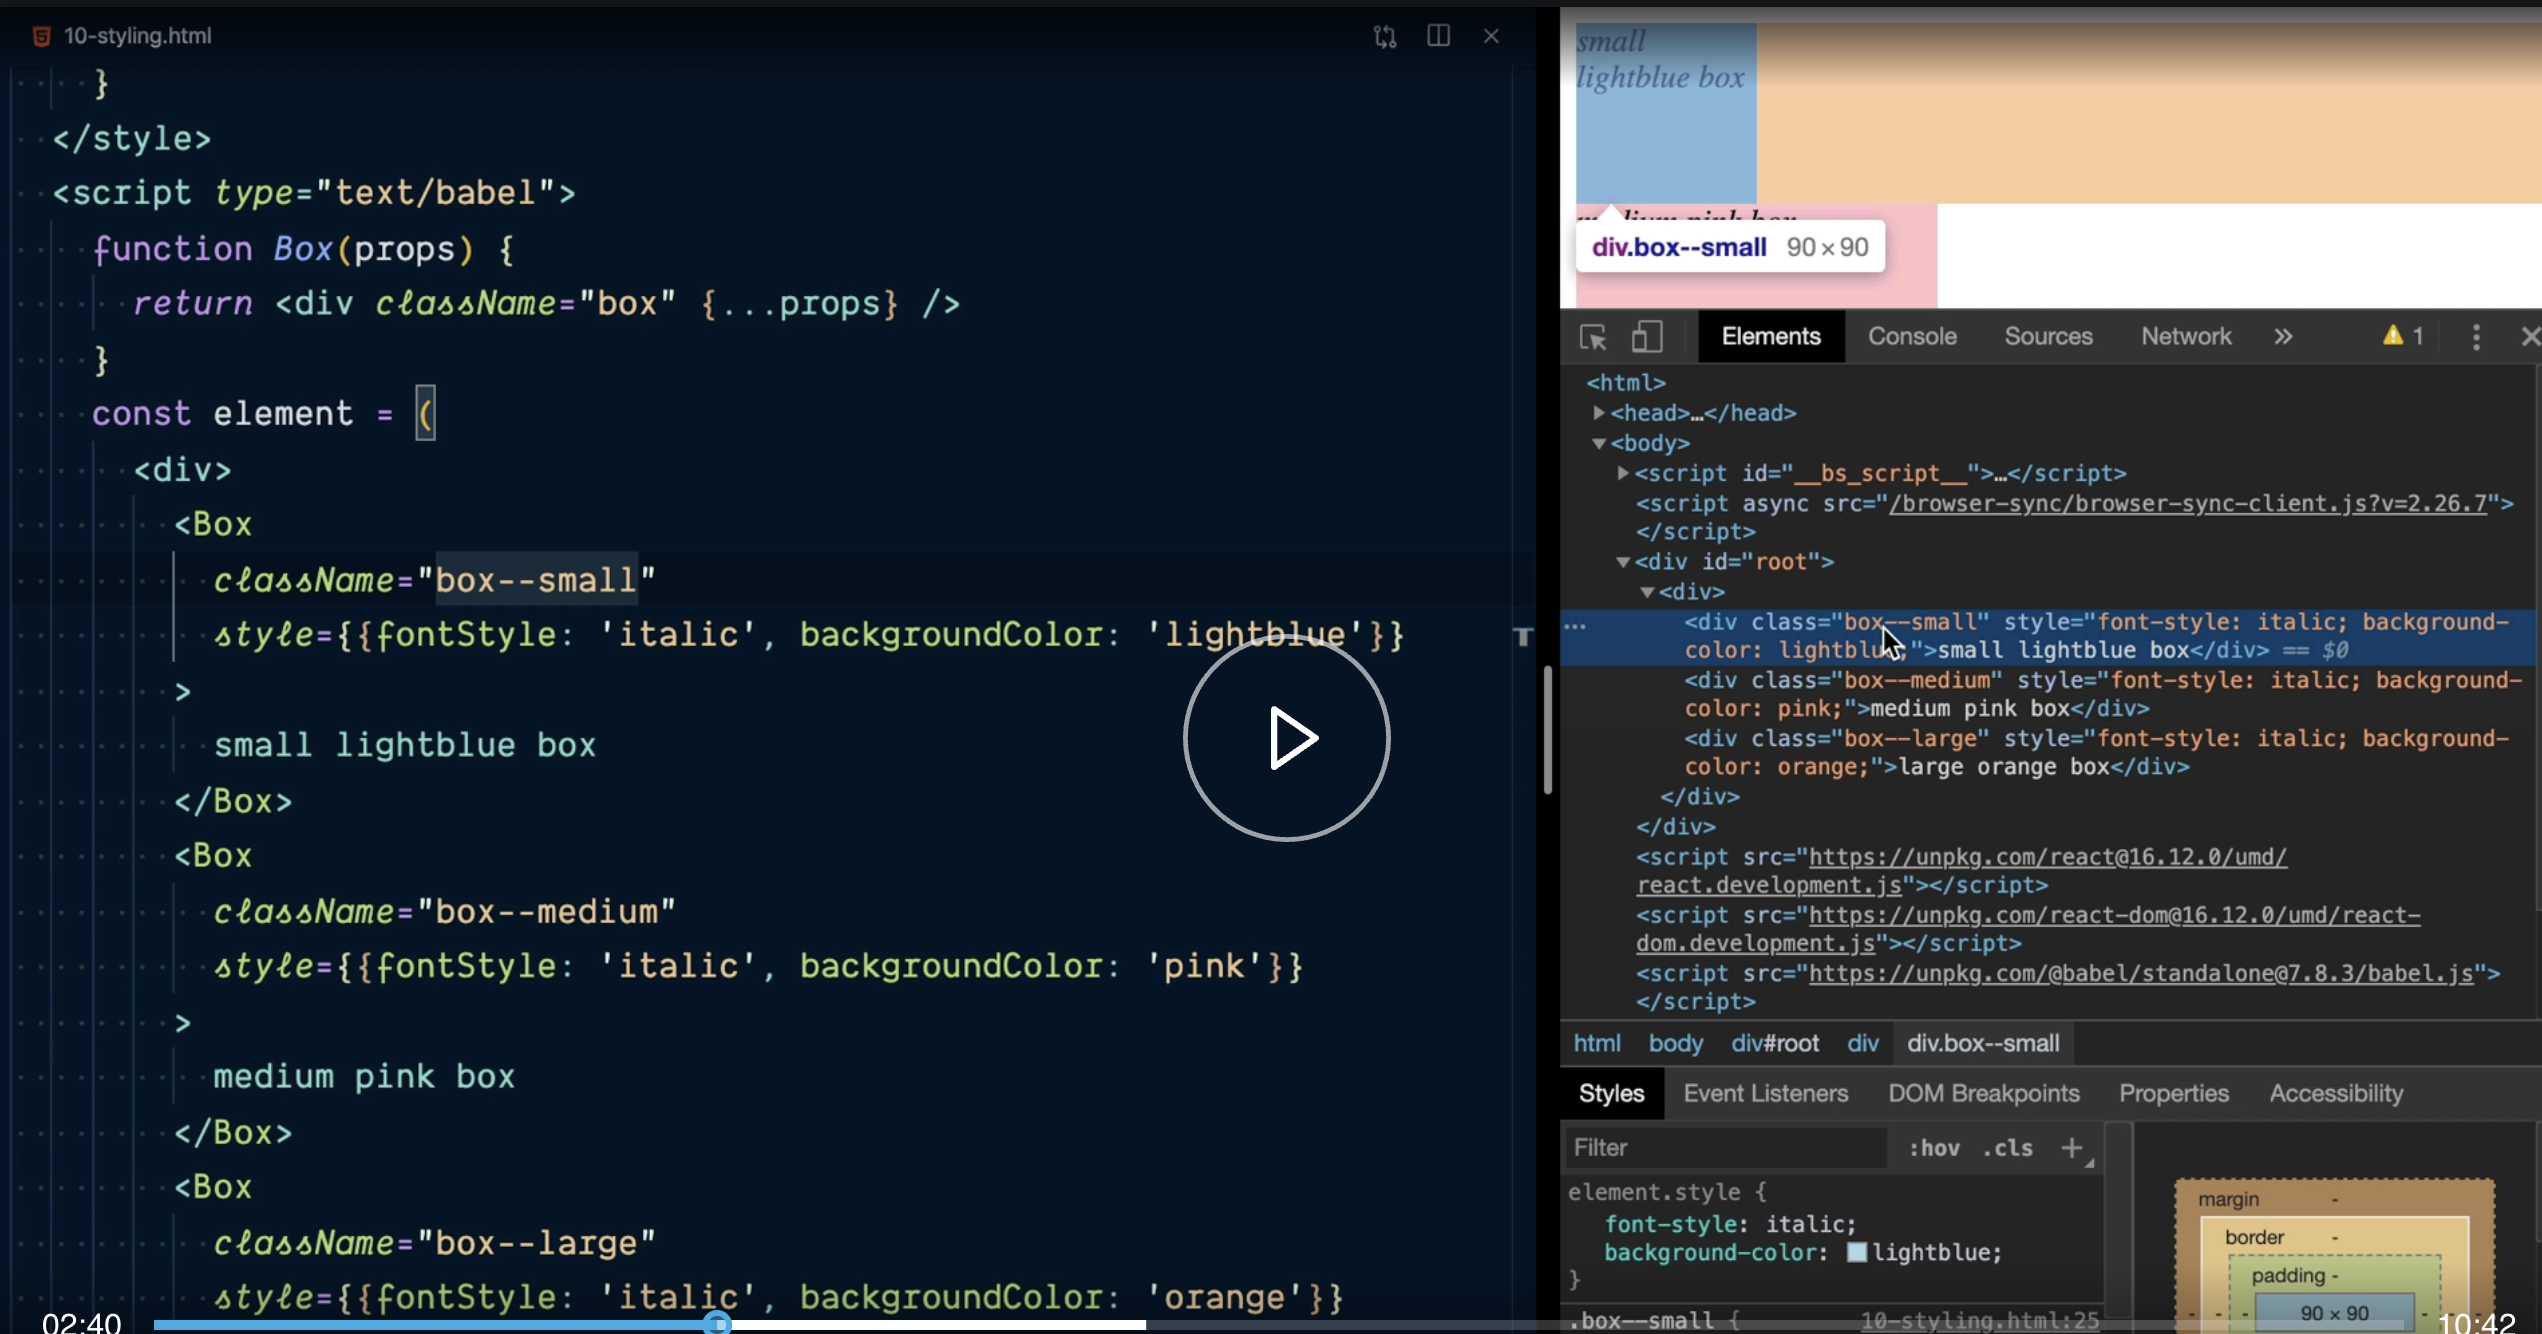 10-styling.html
}
</style>
<script type="text/babel">
function Box(props) {
return <div className="box" {...props} />
}
const element = (
<div>
<Box
className="box--small"
style={{fontStyle: 'italic', backgroundColor: 'lightblue'}}
>
small lightblue box
</Box>
<Box
className="box--medium"
style={{fontStyle: 'italic', backgroundColor: 'pink'}}
>
medium pink box
</Box>
<Box
className="box--large"
style={{fontStyle: 'italic', backgroundColor: 'orange'}}
02:40
small
lightblue box
medium pink box
div.box--small 90 × 90
Elements Console Sources Network » 1
<html>
<head>…</head>
<body>
<script id="__bs_script__">…</script>
<script async src="/browser-sync/browser-sync-client.js?v=2.26.7">
</script>
<div id="root">
<div>
<div class="box--small" style="font-style: italic; background-
color: lightblue;">small lightblue box</div> == $0
<div class="box--medium" style="font-style: italic; background-
color: pink;">medium pink box</div>
<div class="box--large" style="font-style: italic; background-
color: orange;">large orange box</div>
</div>
</div>
<script src="https://unpkg.com/react@16.12.0/umd/
react.development.js"></script>
<script src="https://unpkg.com/react-dom@16.12.0/umd/react-
dom.development.js"></script>
<script src="https://unpkg.com/@babel/standalone@7.8.3/babel.js">
</script>
html body div#root div div.box--small
Styles Event Listeners DOM Breakpoints Properties Accessibility
Filter :hov .cls +
element.style {
font-style: italic;
background-color: lightblue;
}
.box--small { 10-styling.html:25
margin -
border -
padding -
90 × 90
10:42